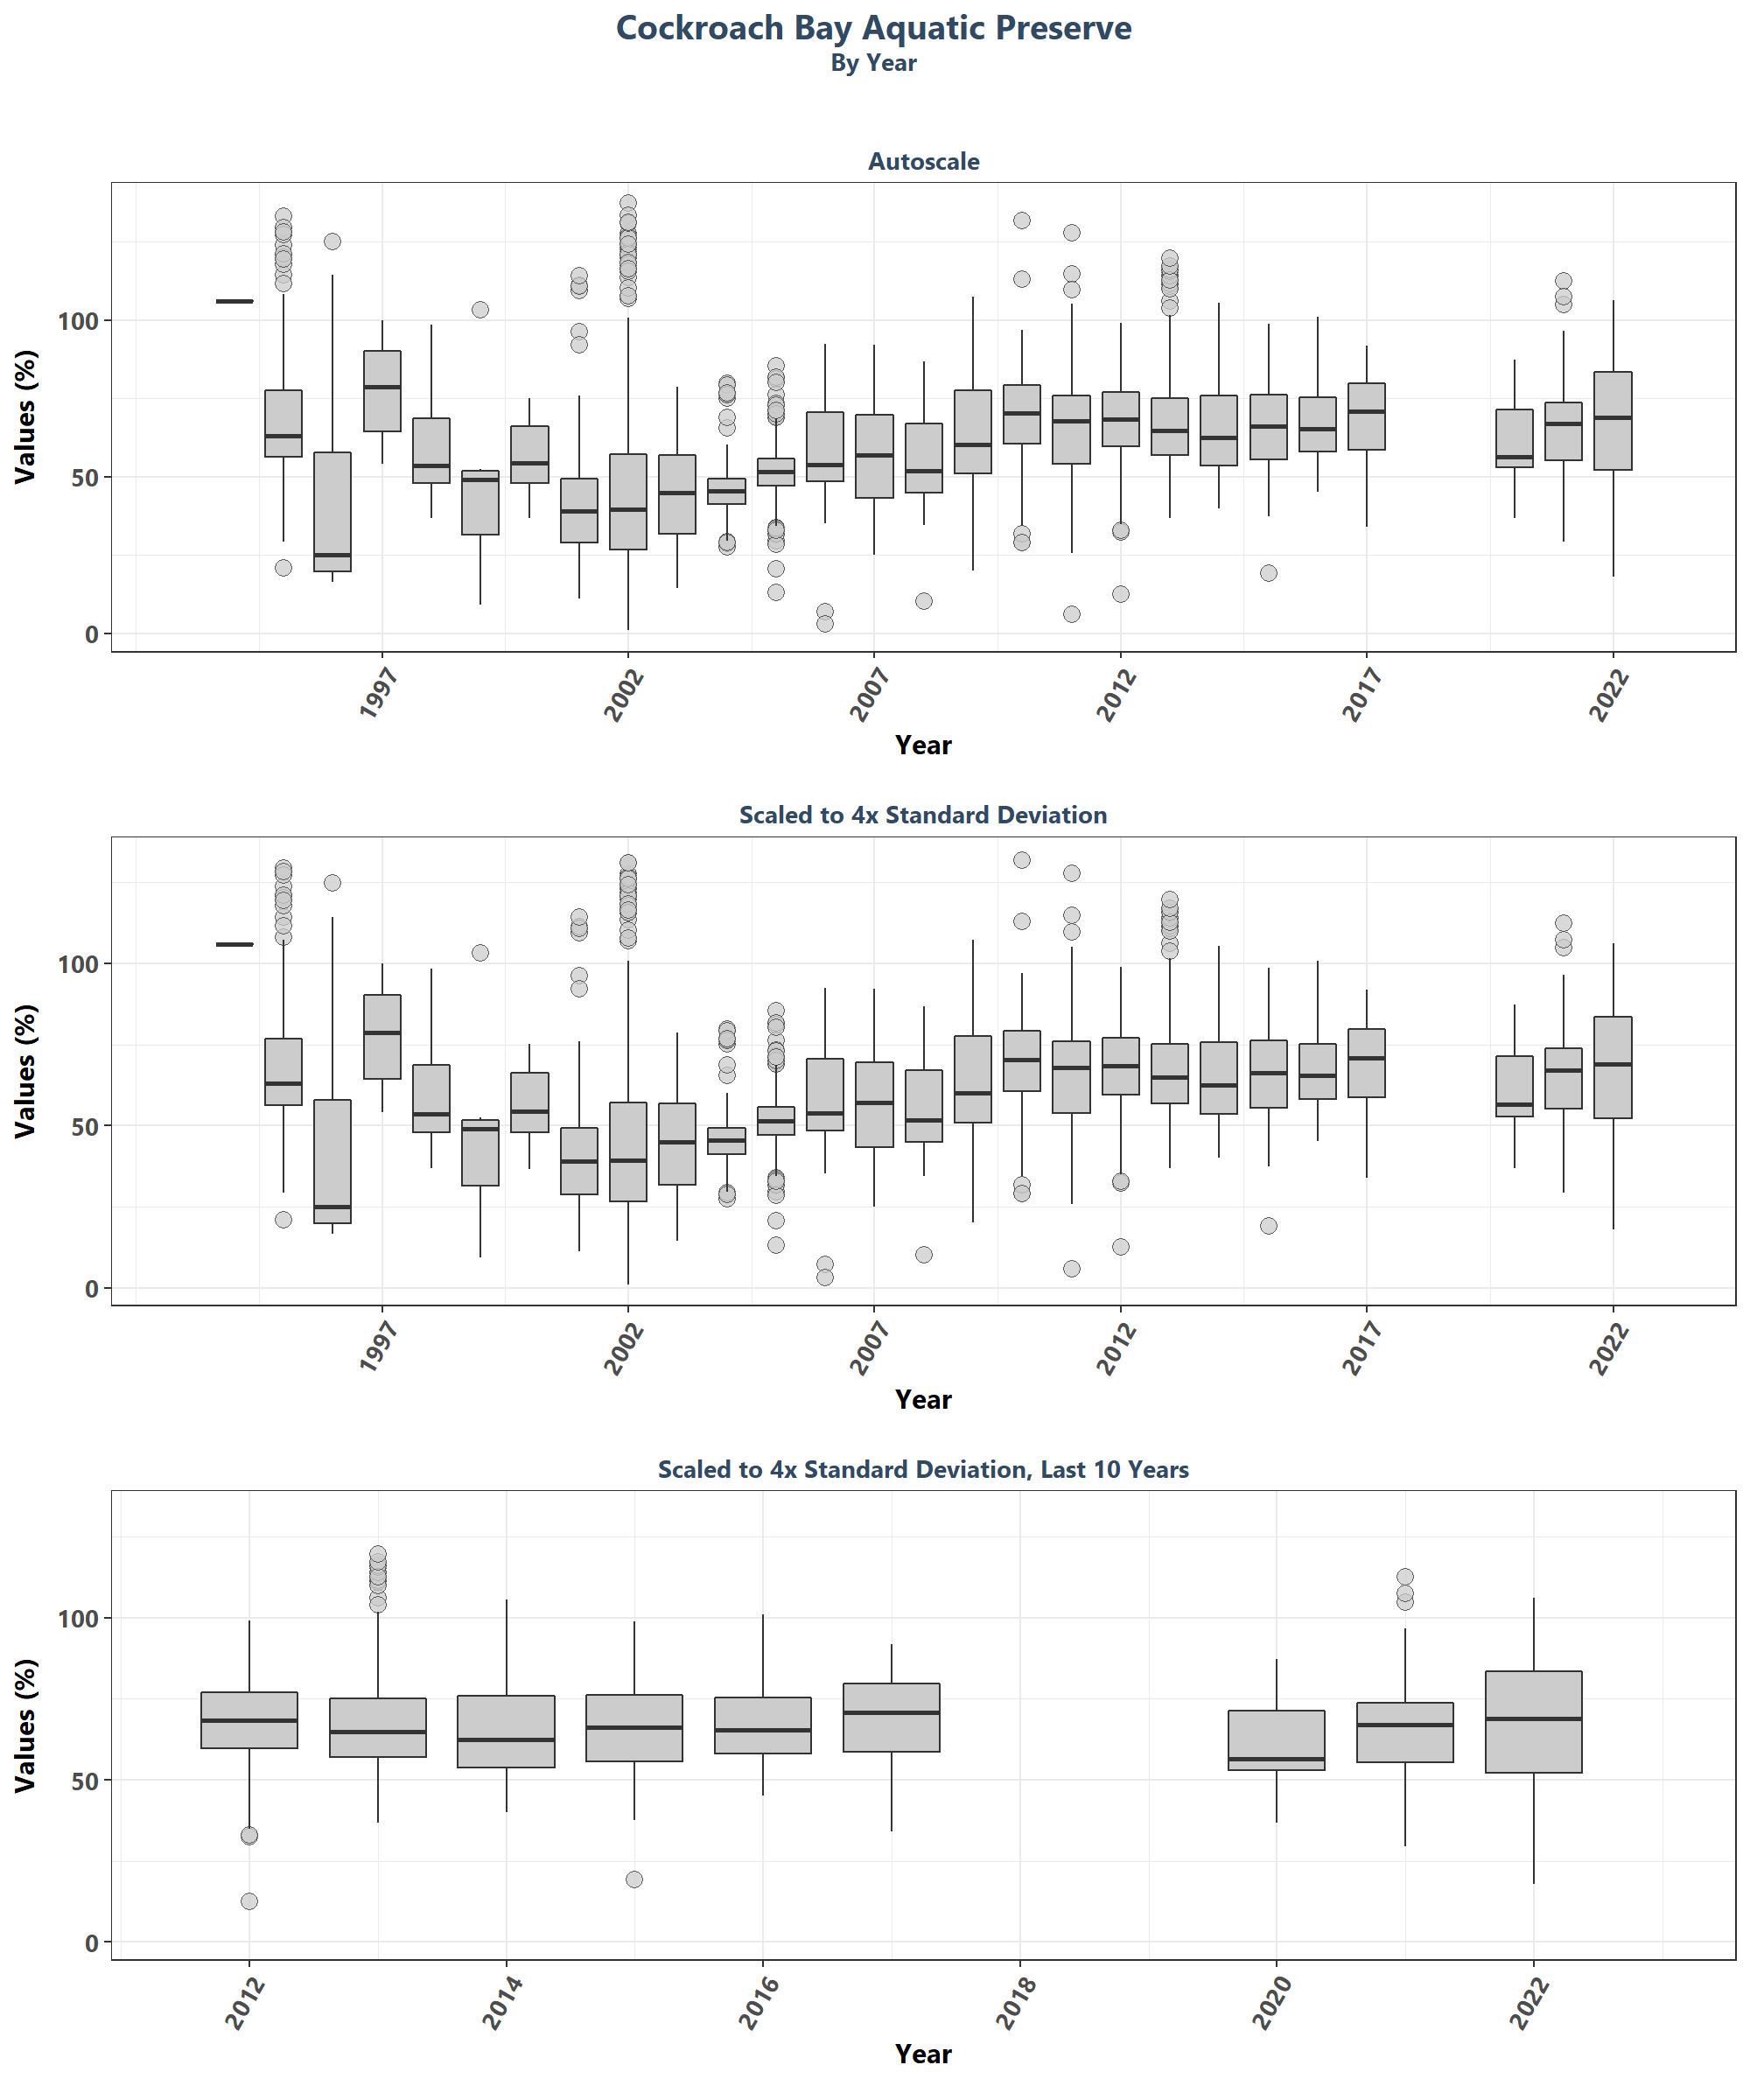 Cockroach Bay Aquatic Preserve
By Year
Autoscale
Values (%)
100
50
0
1997 2002 2007 2012 2017 2022
Year
Scaled to 4x Standard Deviation
Values (%)
100
50
0
1997 2002 2007 2012 2017 2022
Year
Scaled to 4x Standard Deviation, Last 10 Years
Values (%)
100
50
0
2012 2014 2016 2018 2020 2022
Year